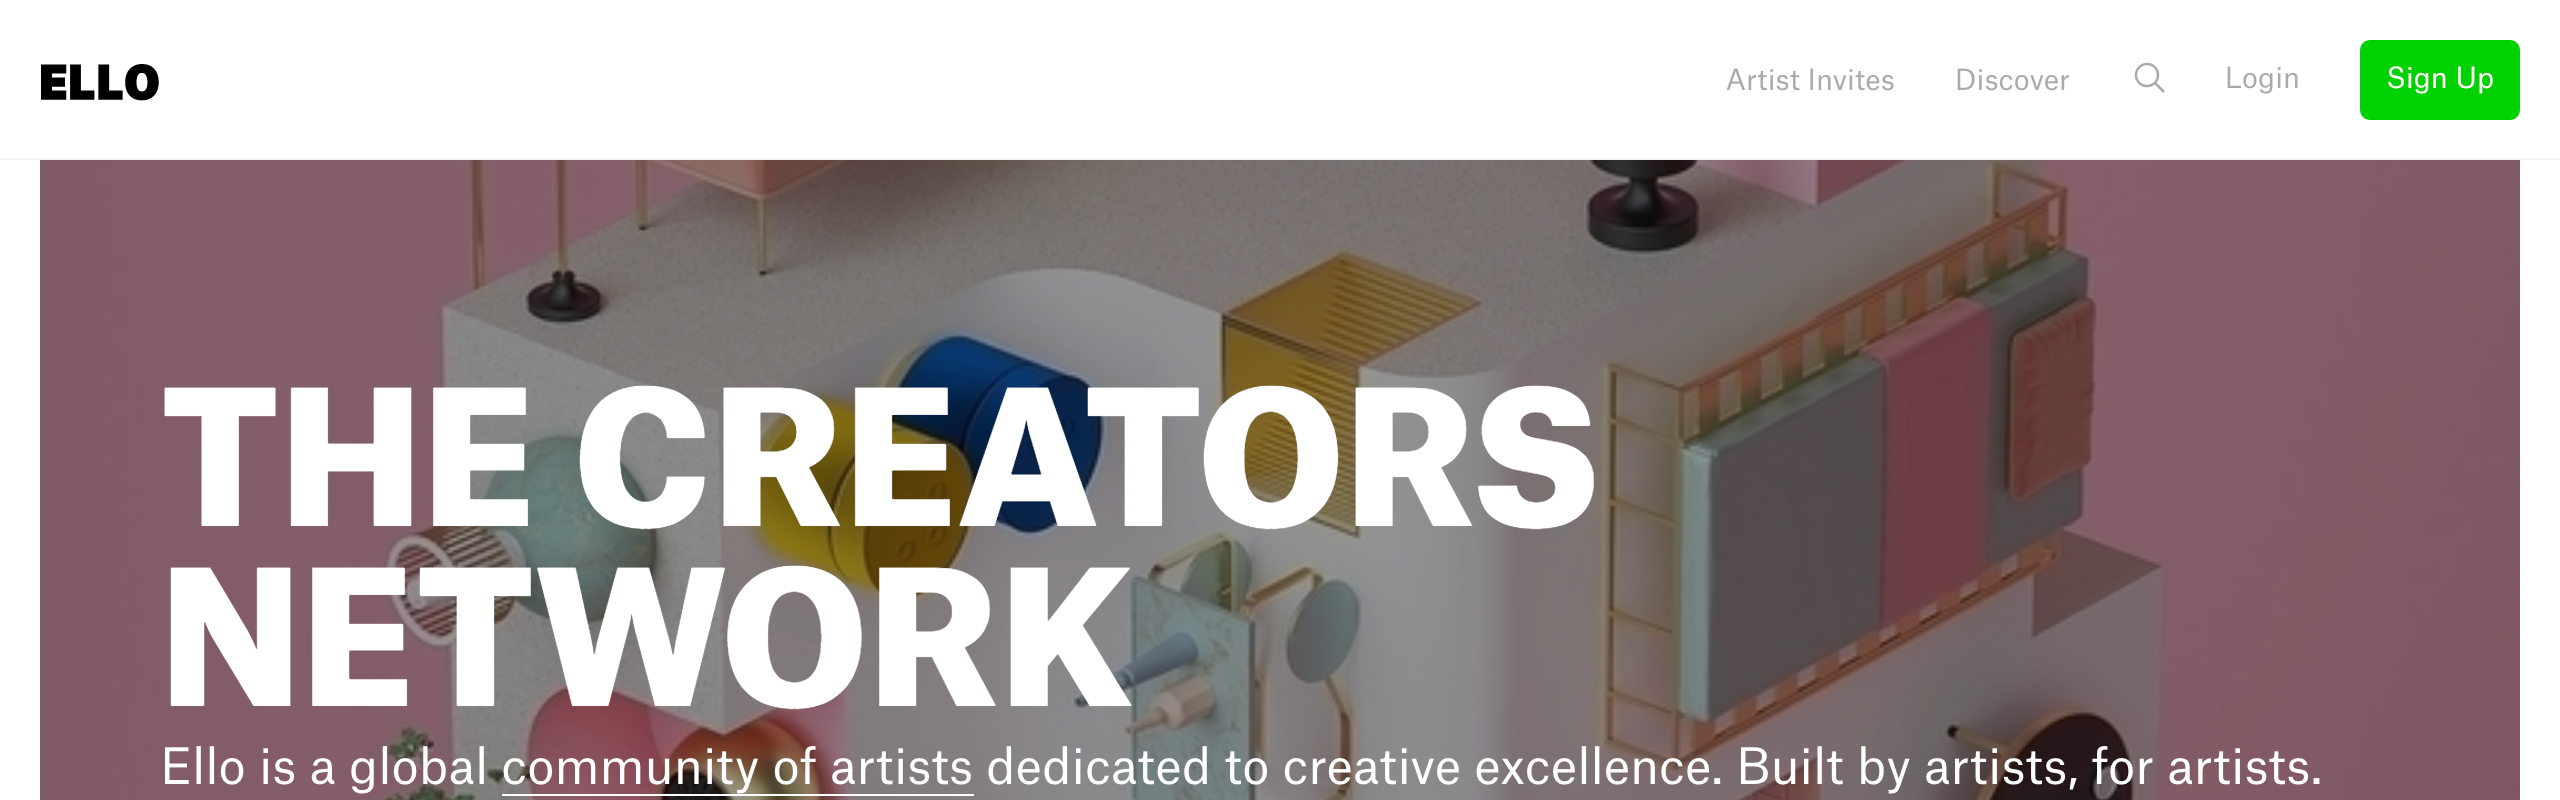 ELLO
Artist Invites
Discover
Login
Sign Up
THE CREATORS
NETWORK
Ello is a global community of artists dedicated to creative excellence. Built by artists, for artists.